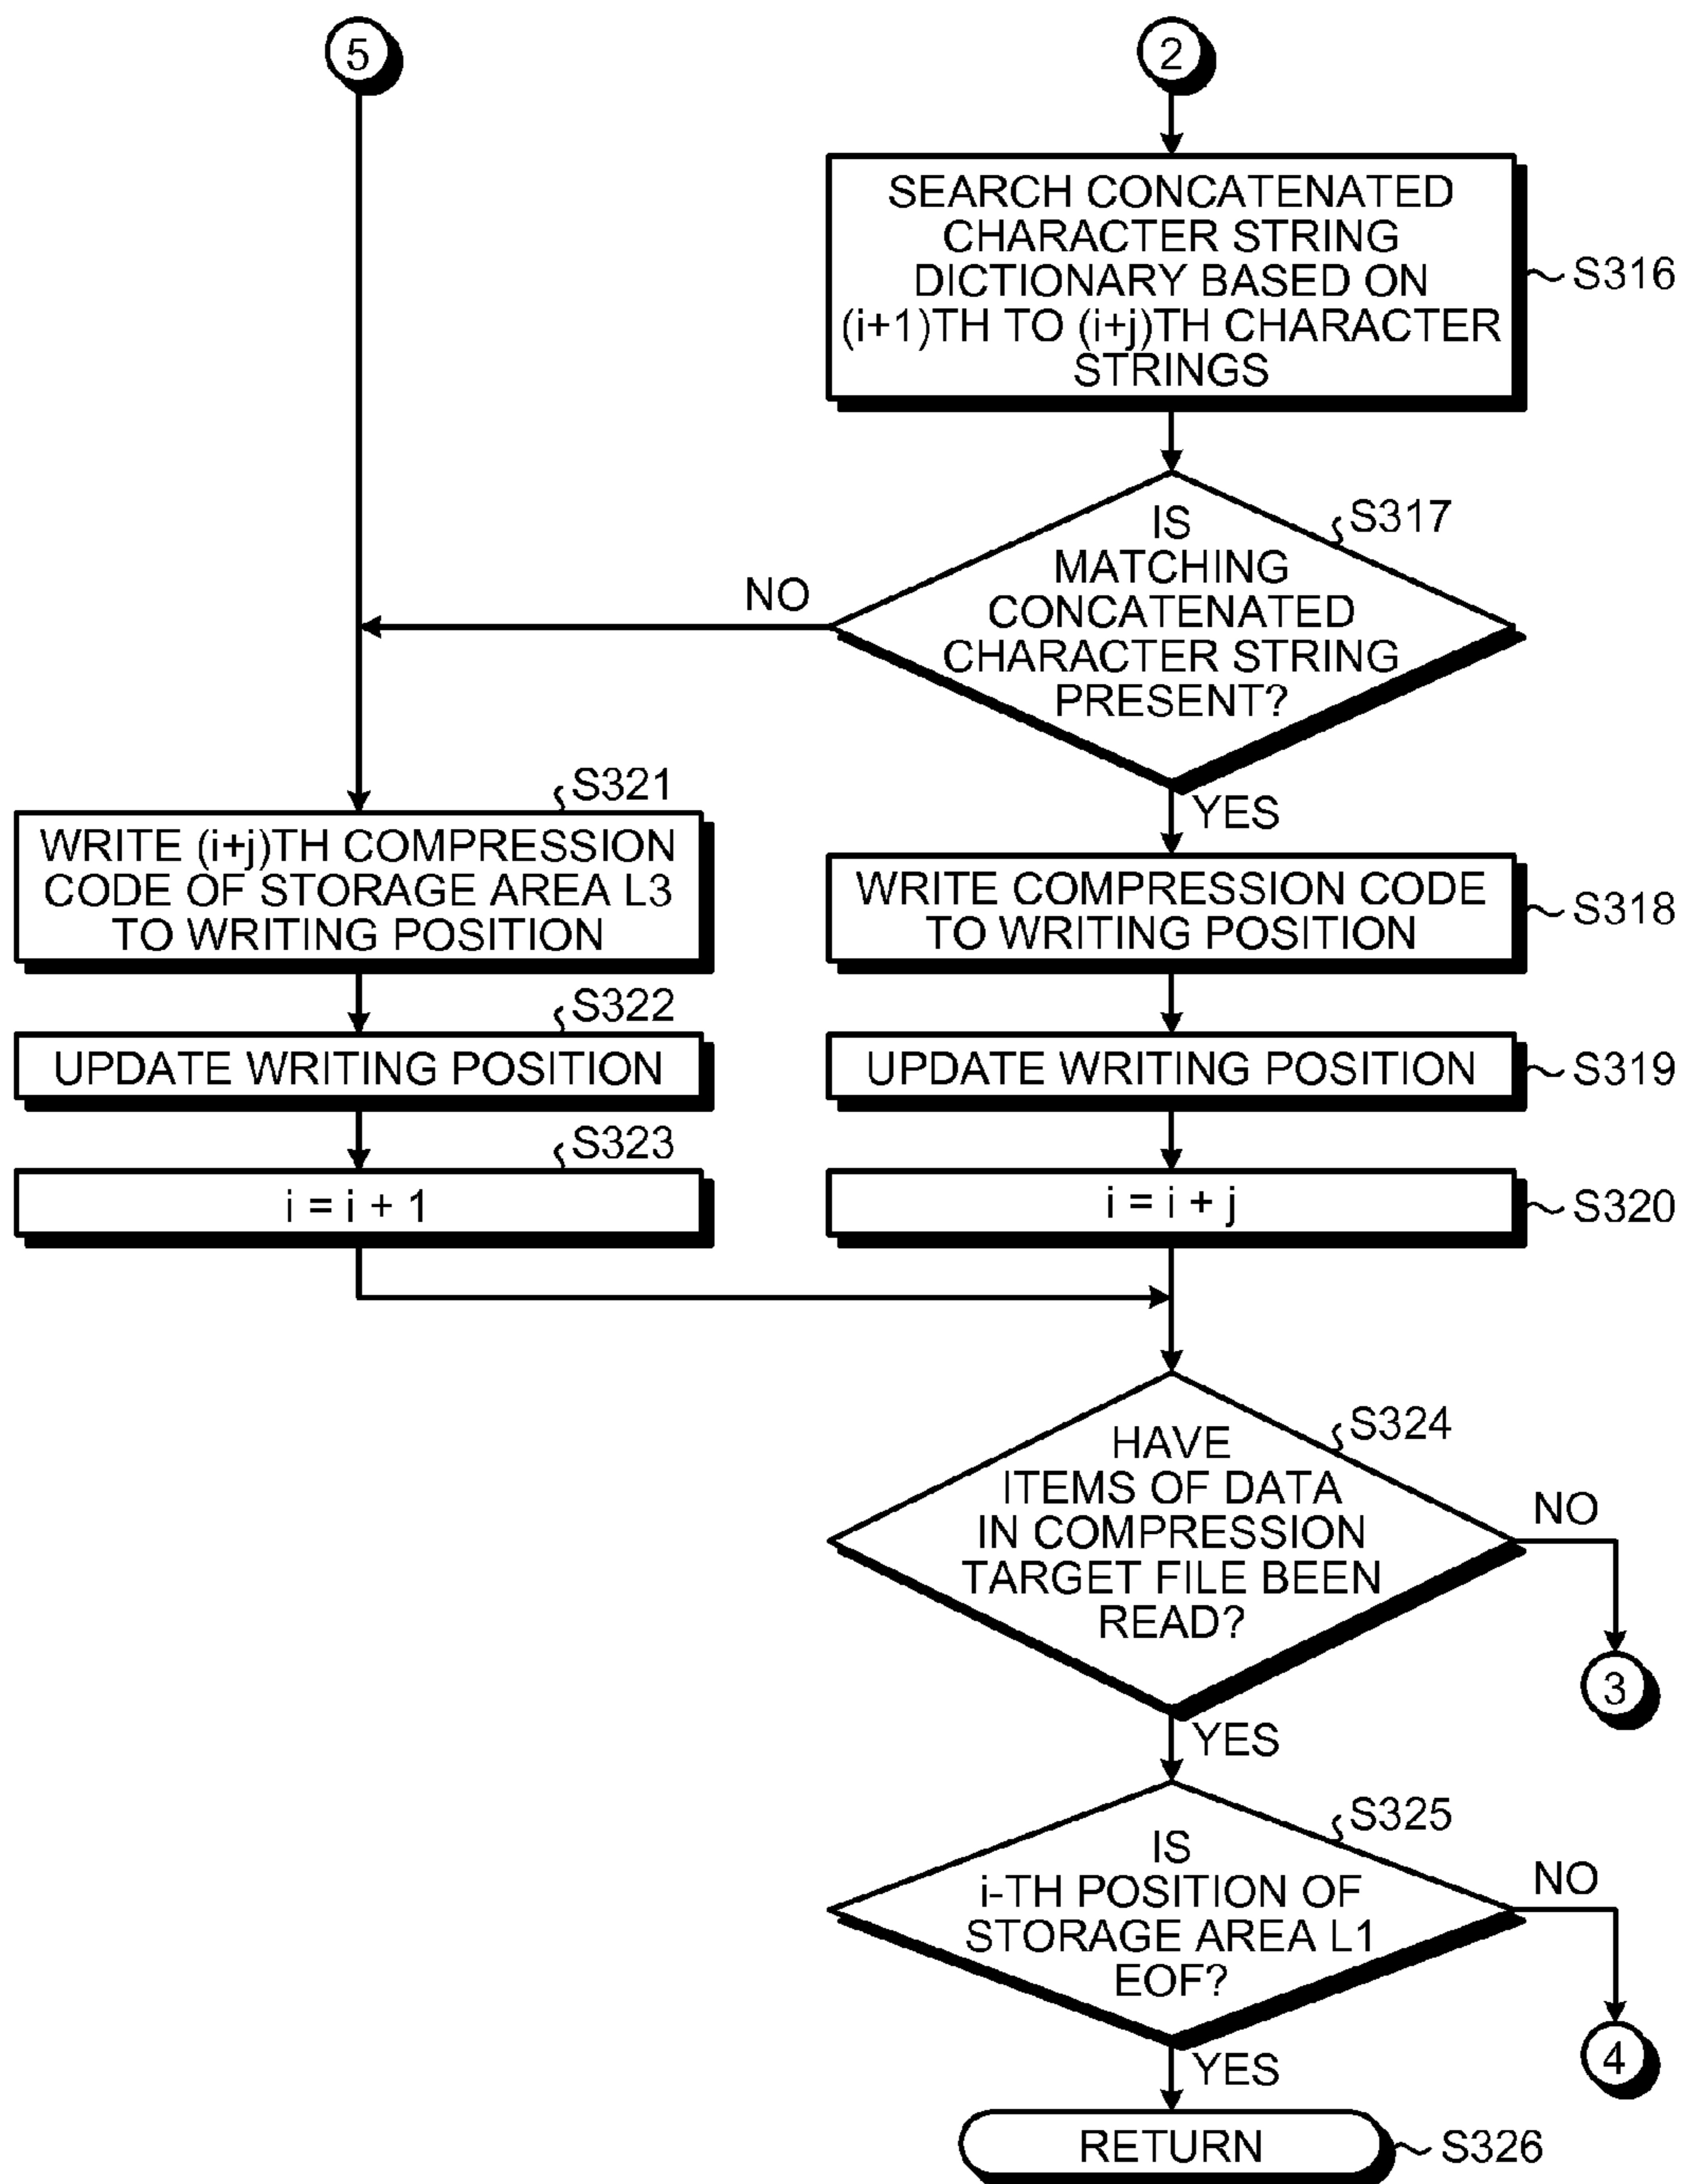 5
2
SEARCH CONCATENATED
CHARACTER STRING
DICTIONARY BASED ON
(i+1)TH TO (i+j)TH CHARACTER
STRINGS
S316
IS
MATCHING
CONCATENATED
CHARACTER STRING
PRESENT?
S317
NO
YES
S321
WRITE (i+j)TH COMPRESSION
CODE OF STORAGE AREA L3
TO WRITING POSITION
WRITE COMPRESSION CODE
TO WRITING POSITION
S318
S322
UPDATE WRITING POSITION
UPDATE WRITING POSITION
S319
S323
i = i + 1
i = i + j
S320
HAVE
ITEMS OF DATA
IN COMPRESSION
TARGET FILE BEEN
READ?
S324
NO
3
YES
IS
i-TH POSITION OF
STORAGE AREA L1
EOF?
S325
NO
4
YES
RETURN
S326